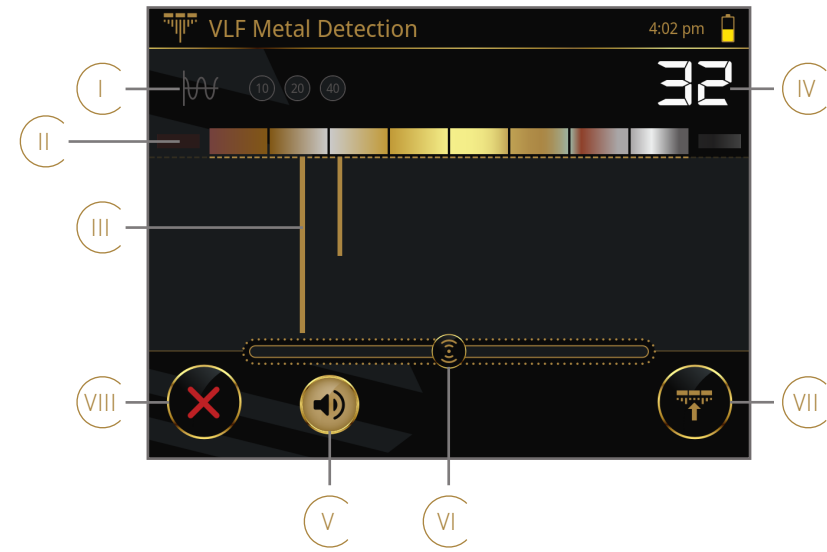 VLF Metal Detection
4:02 pm
I
10 20 40
32
IV
II
III
VIII
VII
V
VI